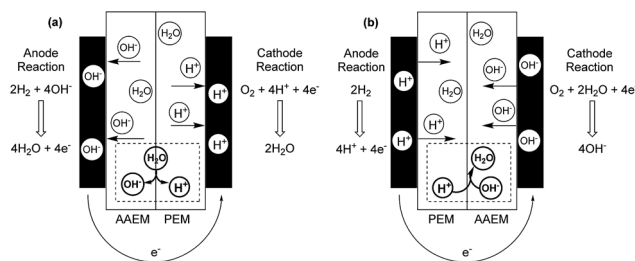 (a)
Anode
Reaction
2H₂ + 4OH⁻
4H₂O + 4e⁻
OH⁻
OH⁻
OH⁻
OH⁻
H₂O
H₂O
H⁺
H⁺
H⁺
H⁺
H₂O
OH⁻
H⁺
AAEM
PEM
e⁻
Cathode
Reaction
O₂ + 4H⁺ + 4e⁻
2H₂O
(b)
Anode
Reaction
2H₂
4H⁺ + 4e⁻
H⁺
H⁺
H⁺
H⁺
H₂O
H₂O
OH⁻
OH⁻
OH⁻
OH⁻
H₂O
H⁺
OH⁻
PEM
AAEM
e⁻
Cathode
Reaction
O₂ + 2H₂O + 4e⁻
4OH⁻